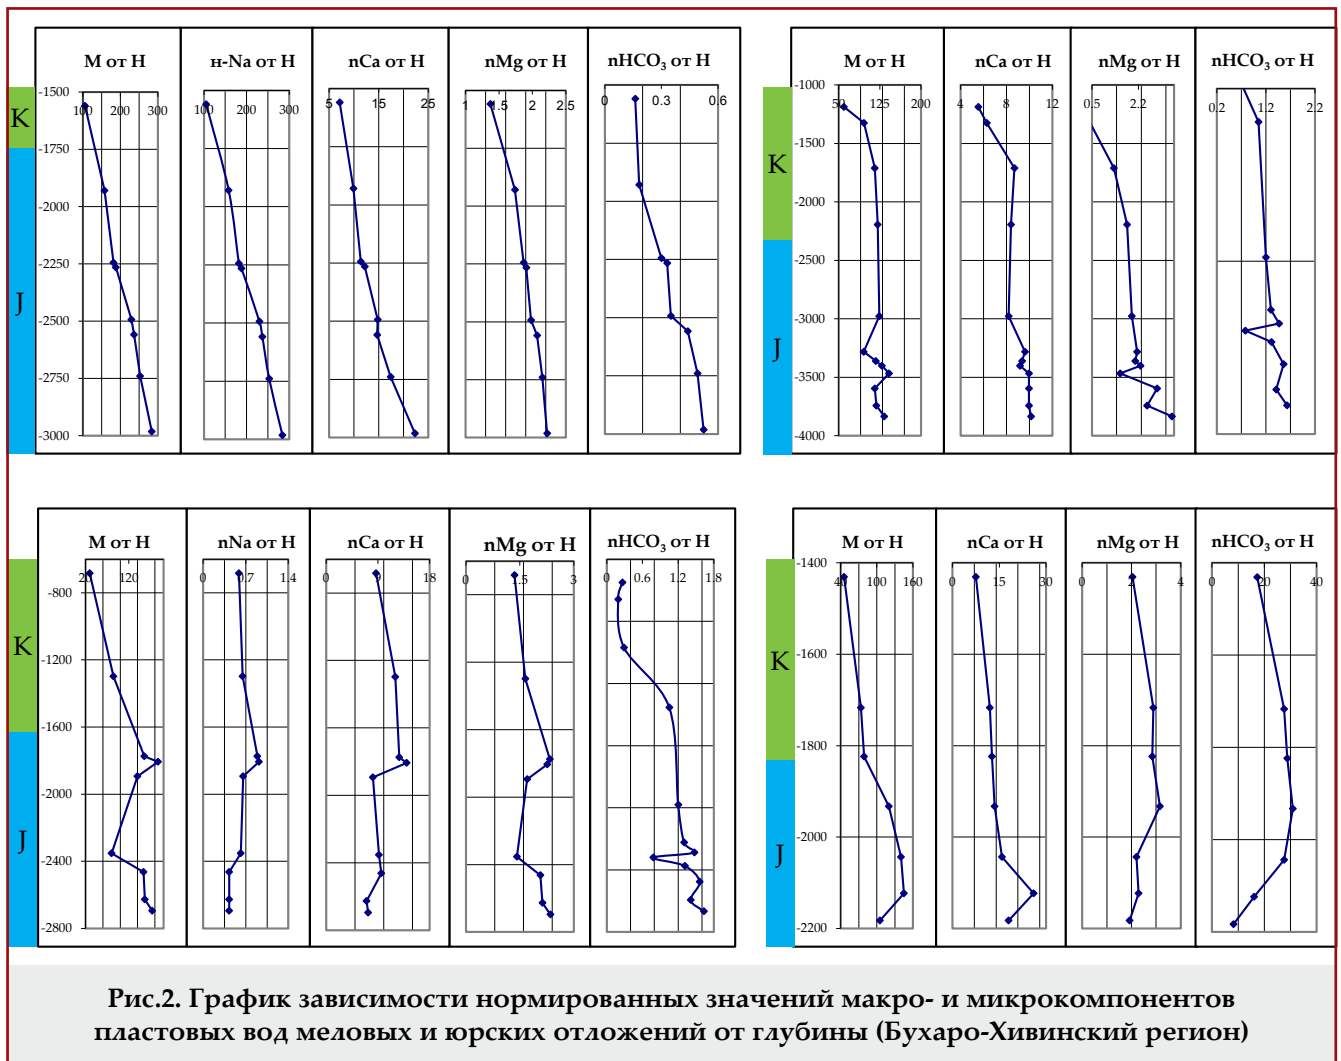 М от Н н-Na от Н nCa от Н nMg от Н nHCO₃ от Н
100 200 300 100 200 300 5 15 25 1 1.5 2 2.5 0 0.3 0.6
-1500
-1750
-2000
-2250
-2500
-2750
-3000
K
J
М от Н nCa от Н nMg от Н nHCO₃ от Н
50 125 200 4 8 12 0.5 2.2 0.2 1.2 2.2
-1000
-1500
-2000
-2500
-3000
-3500
-4000
K
J
М от Н nNa от Н nCa от Н nMg от Н nHCO₃ от Н
20 120 0 0.7 1.4 0 9 18 0 1.5 3 0 0.6 1.2 1.8
-800
-1200
-1600
-2000
-2400
-2800
K
J
М от Н nCa от Н nMg от Н nHCO₃ от Н
40 100 160 0 15 30 0 2 4 0 20 40
-1400
-1600
-1800
-2000
-2200
K
J
Рис.2. График зависимости нормированных значений макро- и микрокомпонентов
пластовых вод меловых и юрских отложений от глубины (Бухаро-Хивинский регион)